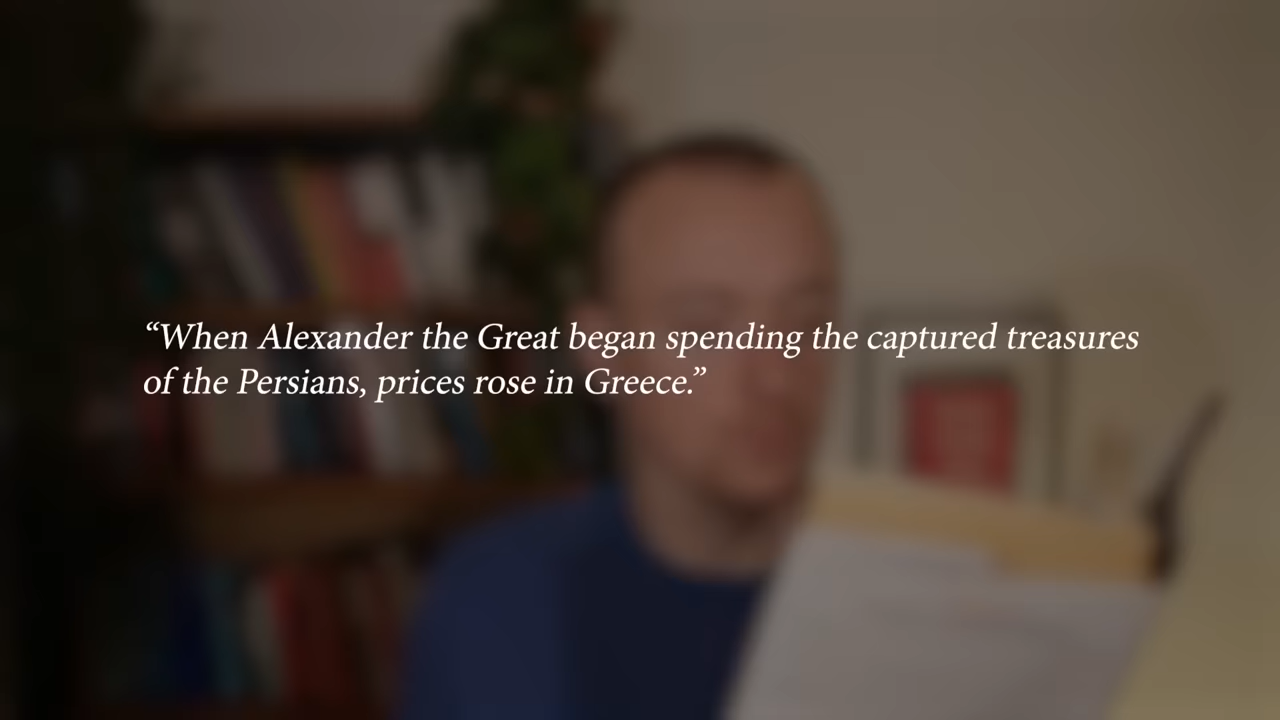 “When Alexander the Great began spending the captured treasures
of the Persians, prices rose in Greece.”